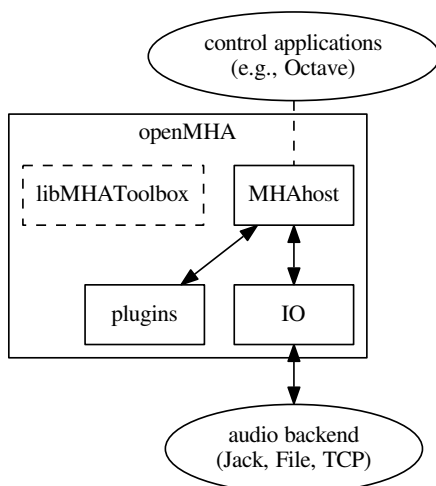 control applications
(e.g., Octave)
openMHA
libMHAToolbox
MHAhost
plugins
IO
audio backend
(Jack, File, TCP)